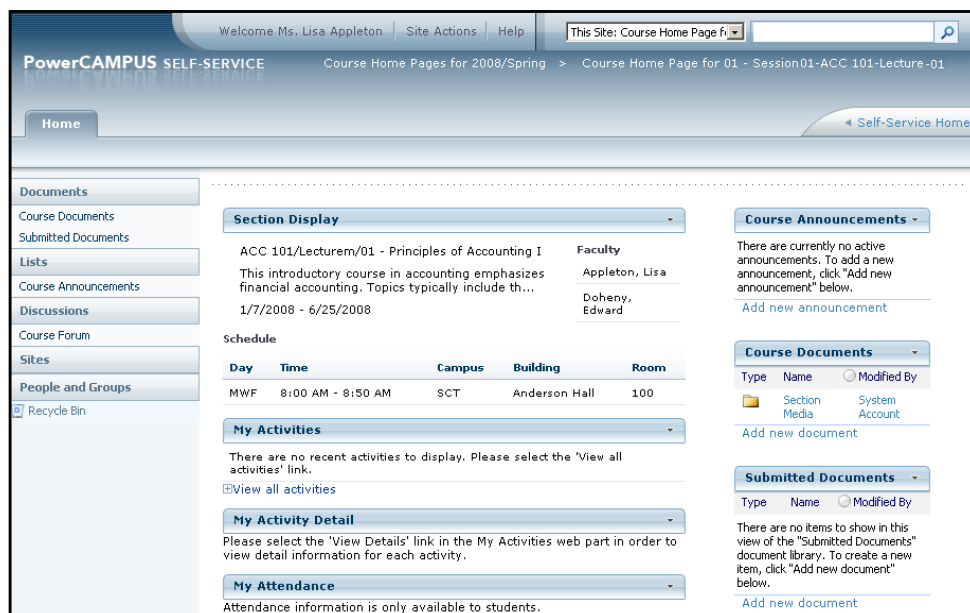 Welcome Ms. Lisa Appleton
Site Actions
Help
This Site: Course Home Page f
PowerCAMPUS SELF-SERVICE
Course Home Pages for 2008/Spring > Course Home Page for 01 - Session01-ACC 101-Lecture-01
Home
Self-Service Home
Documents
Course Documents
Submitted Documents
Lists
Course Announcements
Discussions
Course Forum
Sites
People and Groups
Recycle Bin
Section Display
ACC 101/Lecturem/01 - Principles of Accounting I
This introductory course in accounting emphasizes
financial accounting. Topics typically include th...
1/7/2008 - 6/25/2008
Faculty
Appleton, Lisa
Doheny,
Edward
Schedule
Day Time Campus Building Room
MWF 8:00 AM - 8:50 AM SCT Anderson Hall 100
My Activities
There are no recent activities to display. Please select the 'View all
activities' link.
View all activities
My Activity Detail
Please select the 'View Details' link in the My Activities web part in order to
view detail information for each activity.
My Attendance
Attendance information is only available to students.
Course Announcements
There are currently no active
announcements. To add a new
announcement, click "Add new
announcement" below.
Add new announcement
Course Documents
Type Name Modified By
Section System
Media Account
Add new document
Submitted Documents
Type Name Modified By
There are no items to show in this
view of the "Submitted Documents"
document library. To create a new
item, click "Add new document"
below.
Add new document